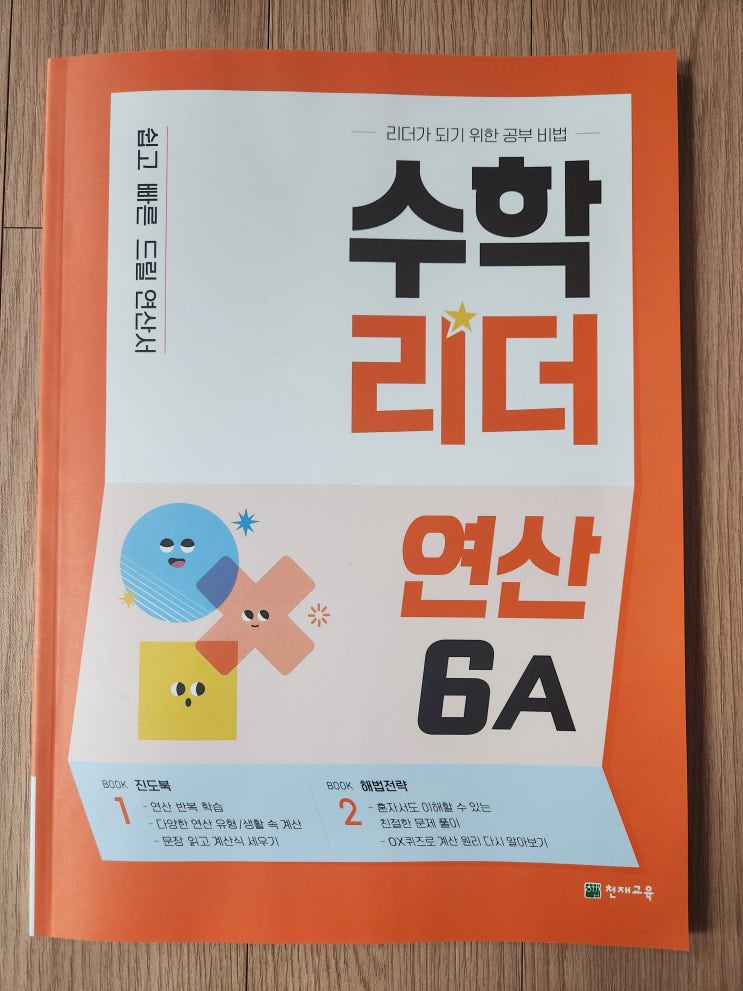 리더가 되기 위한 공부 비법
수학
리더
쉽고 빠른 드릴 연산서
연산
6A
BOOK 1 진도북
- 연산 반복 학습
- 다양한 연산 유형/생활 속 계산
- 문장 읽고 계산식 세우기
BOOK 2 해법전략
- 혼자서도 이해할 수 있는
친절한 문제 풀이
- OX퀴즈로 계산 원리 다시 알아보기
천재교육